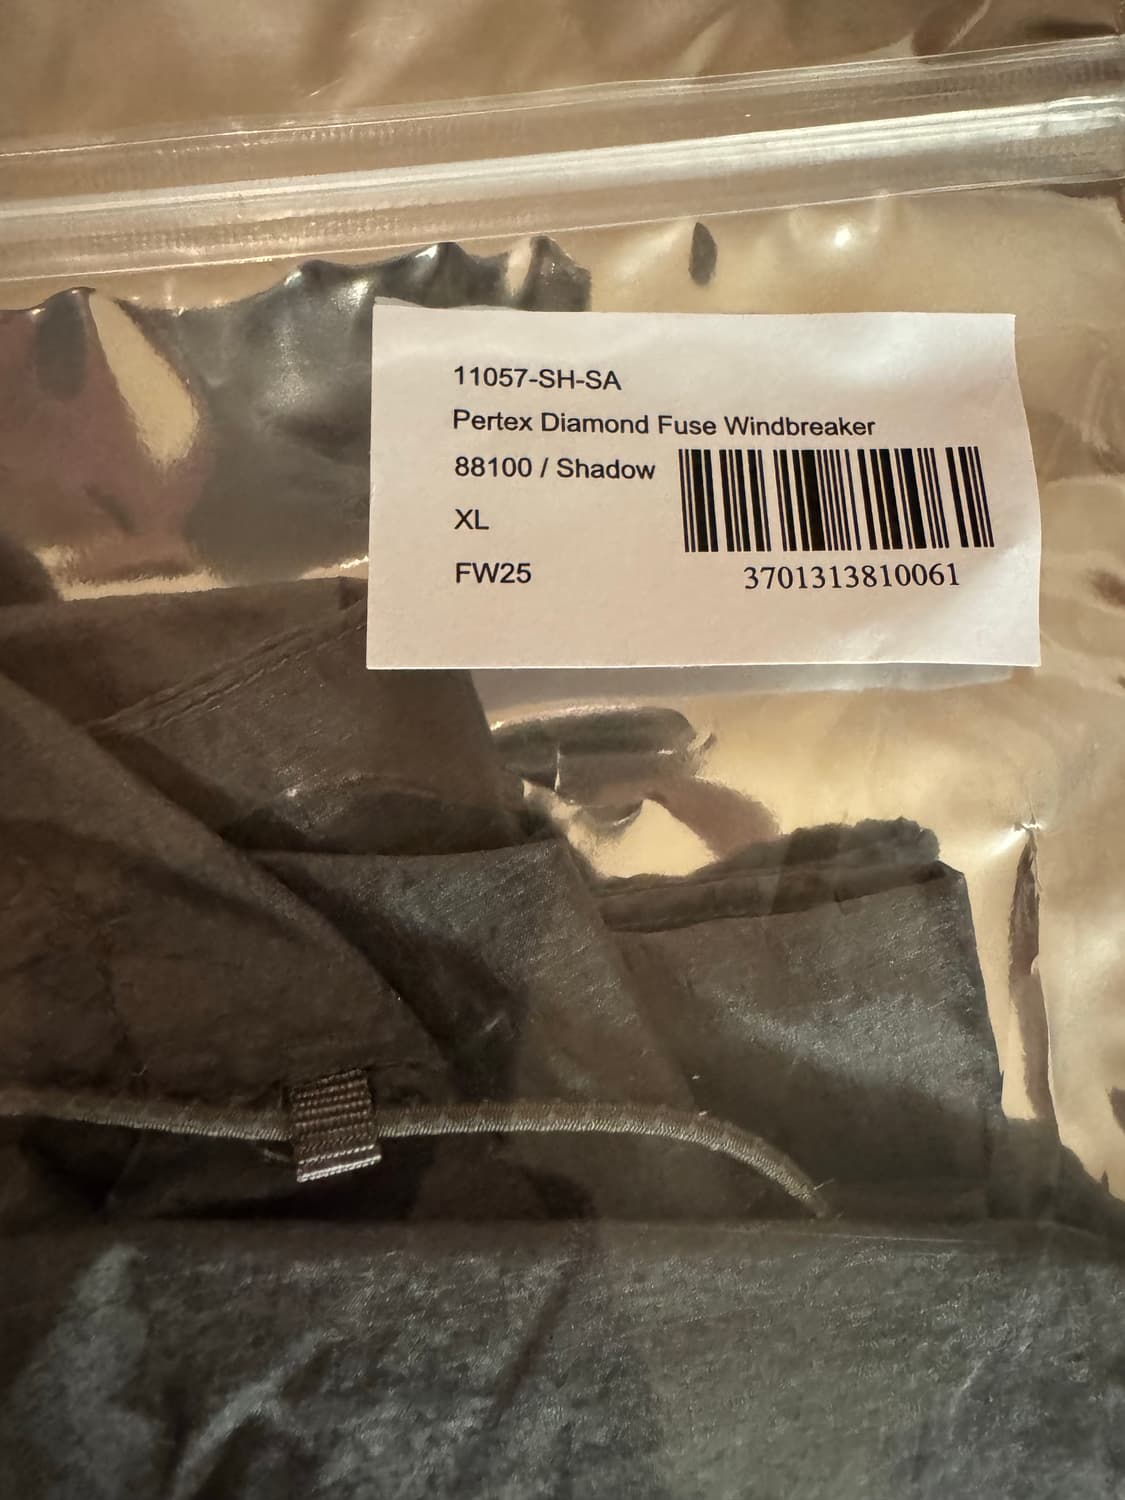 11057-SH-SA
Pertex Diamond Fuse Windbreaker
88100 / Shadow
XL
FW25
3701313810061